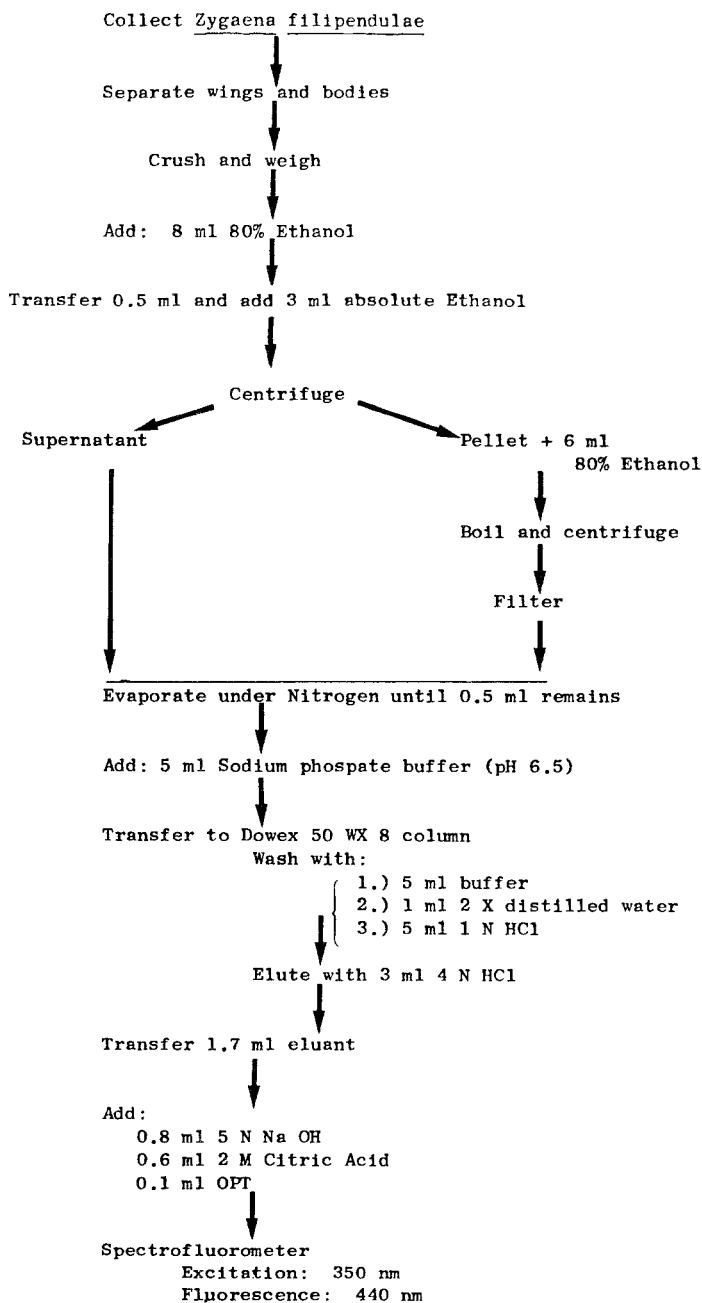 Collect Zygaena filipendulae
Separate wings and bodies
Crush and weigh
Add: 8 ml 80% Ethanol
Transfer 0.5 ml and add 3 ml absolute Ethanol
Centrifuge
Supernatant
Pellet + 6 ml
80% Ethanol
Boil and centrifuge
Filter
Evaporate under Nitrogen until 0.5 ml remains
Add: 5 ml Sodium phospate buffer (pH 6.5)
Transfer to Dowex 50 WX 8 column
Wash with:
1.) 5 ml buffer
2.) 1 ml 2 X distilled water
3.) 5 ml 1 N HCl
Elute with 3 ml 4 N HCl
Transfer 1.7 ml eluant
Add:
0.8 ml 5 N Na OH
0.6 ml 2 M Citric Acid
0.1 ml OPT
Spectrofluorometer
Excitation: 350 nm
Fluorescence: 440 nm